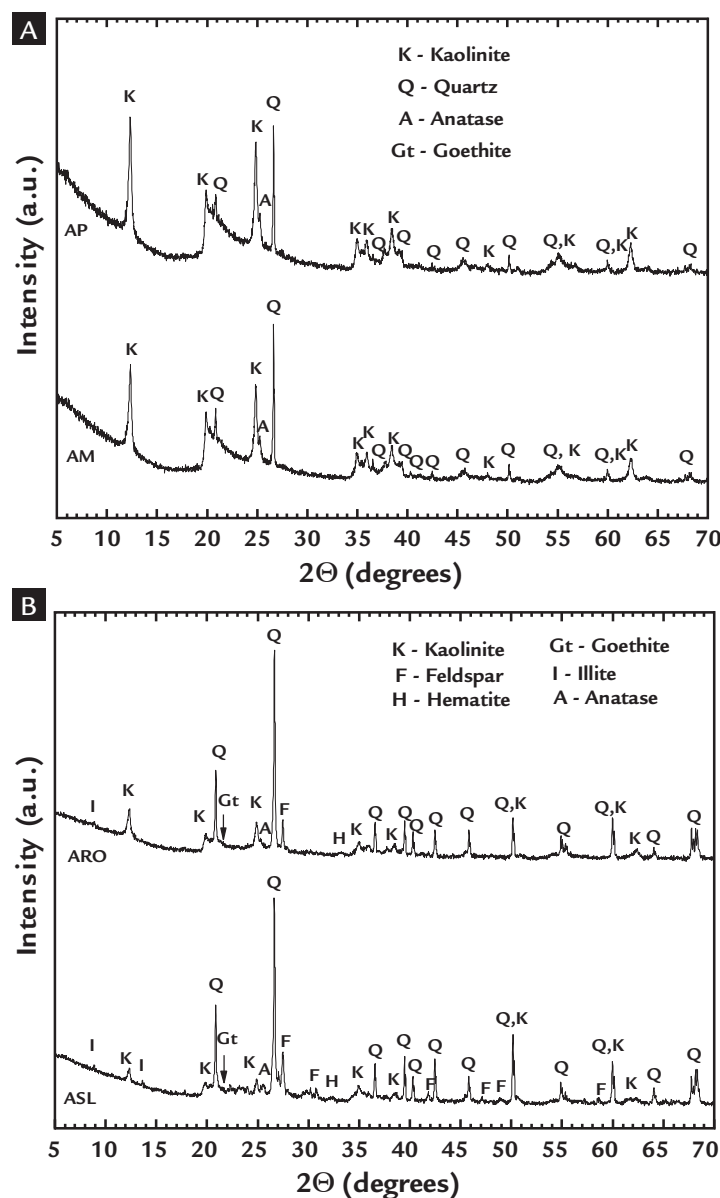 A
K - Kaolinite
Q - Quartz
A - Anatase
Gt - Goethite
Intensity (a.u.)
K K Q K A Q K K Q K Q Q Q K Q Q,K Q,K K Q
AP
K K Q K A Q K K Q K Q Q Q Q K Q Q, K Q,K K Q
AM
5 10 15 20 25 30 35 40 45 50 55 60 65 70
2Θ (degrees)
B
K - Kaolinite
F - Feldspar
H - Hematite
Gt - Goethite
I - Illite
A - Anatase
Intensity (a.u.)
I K K Q Gt K A Q F H K Q K Q Q Q Q Q,K Q Q,K K Q Q
ARO
I K I K Q Gt K A Q F F H K Q K Q Q F Q Q F F Q,K Q F Q,K K Q Q
ASL
5 10 15 20 25 30 35 40 45 50 55 60 65 70
2Θ (degrees)